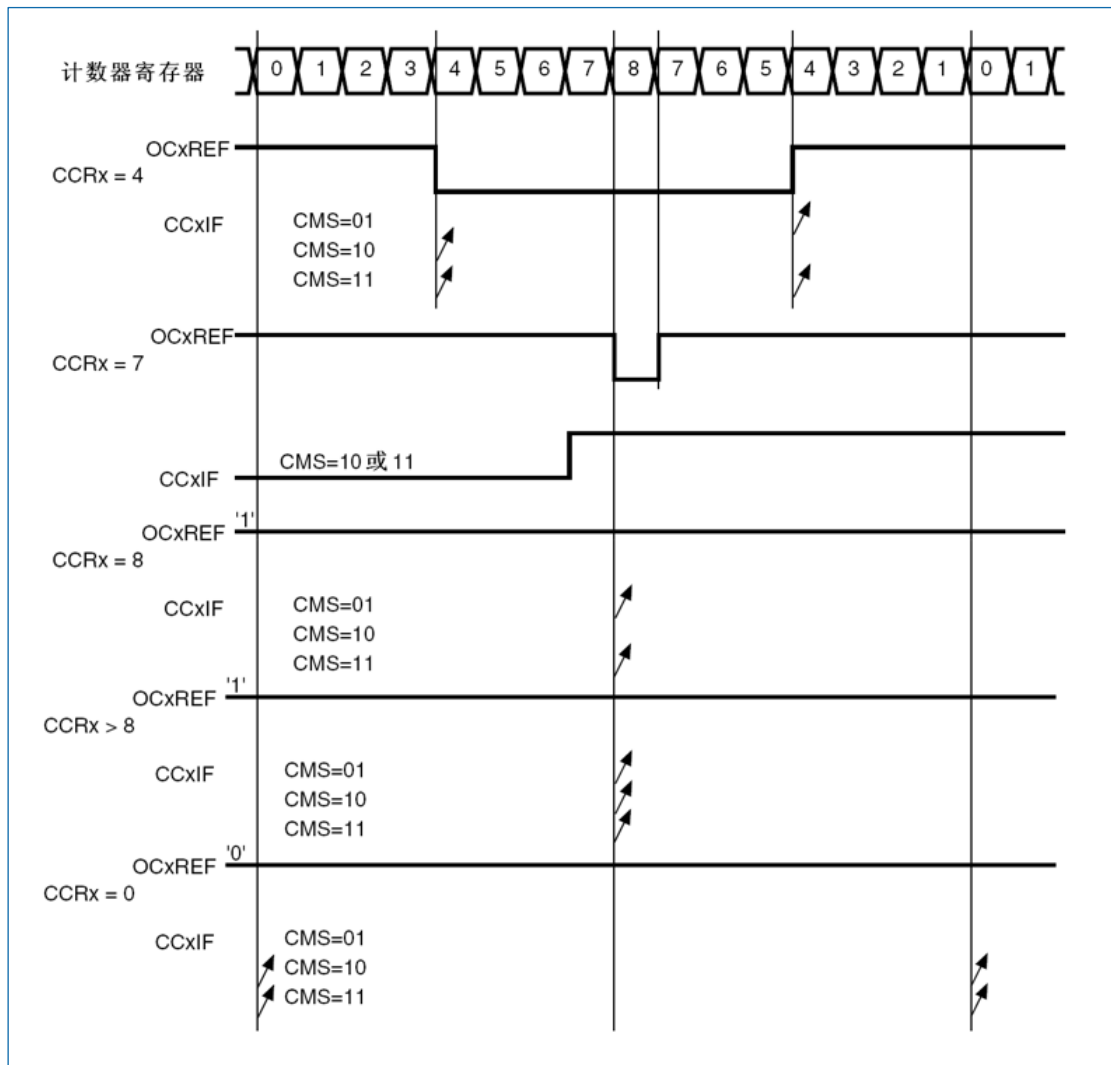 计数器寄存器 0 1 2 3 4 5 6 7 8 7 6 5 4 3 2 1 0 1
OCxREF
CCRx = 4
CCxIF CMS=01
CMS=10
CMS=11
OCxREF
CCRx = 7
CMS=10 或 11
CCxIF
'1'
OCxREF
CCRx = 8
CCxIF CMS=01
CMS=10
CMS=11
'1'
OCxREF
CCRx > 8
CCxIF CMS=01
CMS=10
CMS=11
'0'
OCxREF
CCRx = 0
CCxIF CMS=01
CMS=10
CMS=11